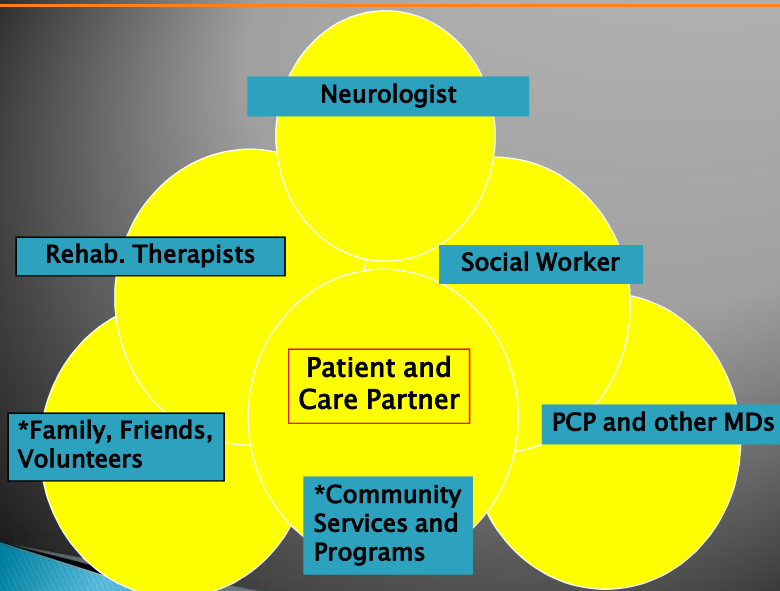 Neurologist
Rehab. Therapists
Social Worker
Patient and
Care Partner
PCP and other MDs
*Family, Friends,
Volunteers
*Community
Services and
Programs